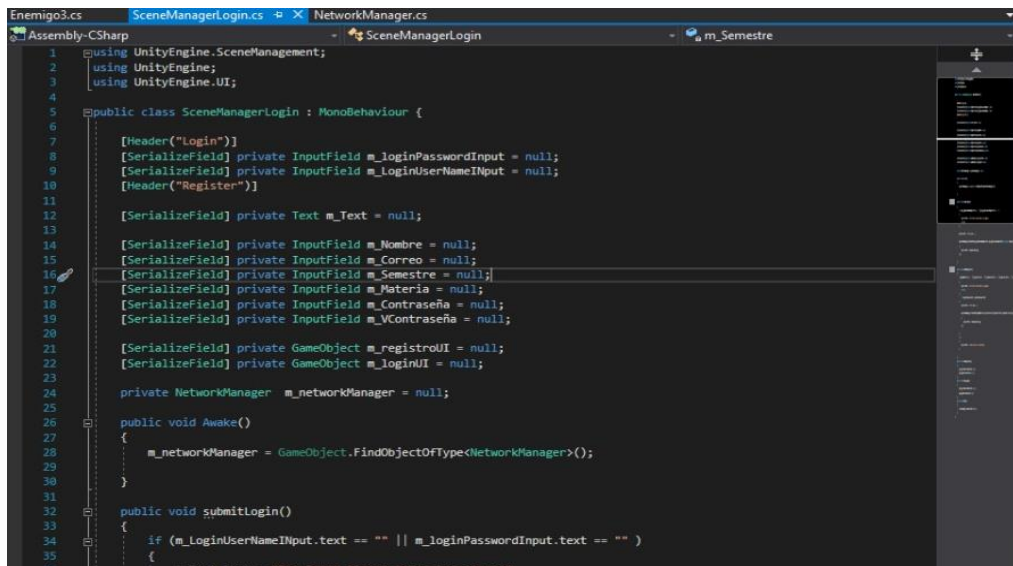 Enemigo3.cs SceneManagerLogin.cs NetworkManager.cs
Assembly-CSharp SceneManagerLogin m_Semestre
1 using UnityEngine.SceneManagement;
2 using UnityEngine;
3 using UnityEngine.UI;
4
5 public class SceneManagerLogin : MonoBehaviour {
6
7 [Header("Login")]
8 [SerializeField] private InputField m_loginPasswordInput = null;
9 [SerializeField] private InputField m_LoginUserNameINput = null;
10 [Header("Register")]
11
12 [SerializeField] private Text m_Text = null;
13
14 [SerializeField] private InputField m_Nombre = null;
15 [SerializeField] private InputField m_Correo = null;
16 [SerializeField] private InputField m_Semestre = null;
17 [SerializeField] private InputField m_Materia = null;
18 [SerializeField] private InputField m_Contraseña = null;
19 [SerializeField] private InputField m_VContraseña = null;
20
21 [SerializeField] private GameObject m_registroUI = null;
22 [SerializeField] private GameObject m_loginUI = null;
23
24 private NetworkManager m_networkManager = null;
25
26 public void Awake()
27 {
28 m_networkManager = GameObject.FindObjectOfType<NetworkManager>();
29
30 }
31
32 public void submitLogin()
33 {
34 if (m_LoginUserNameINput.text == "" || m_loginPasswordInput.text == "" )
35 {